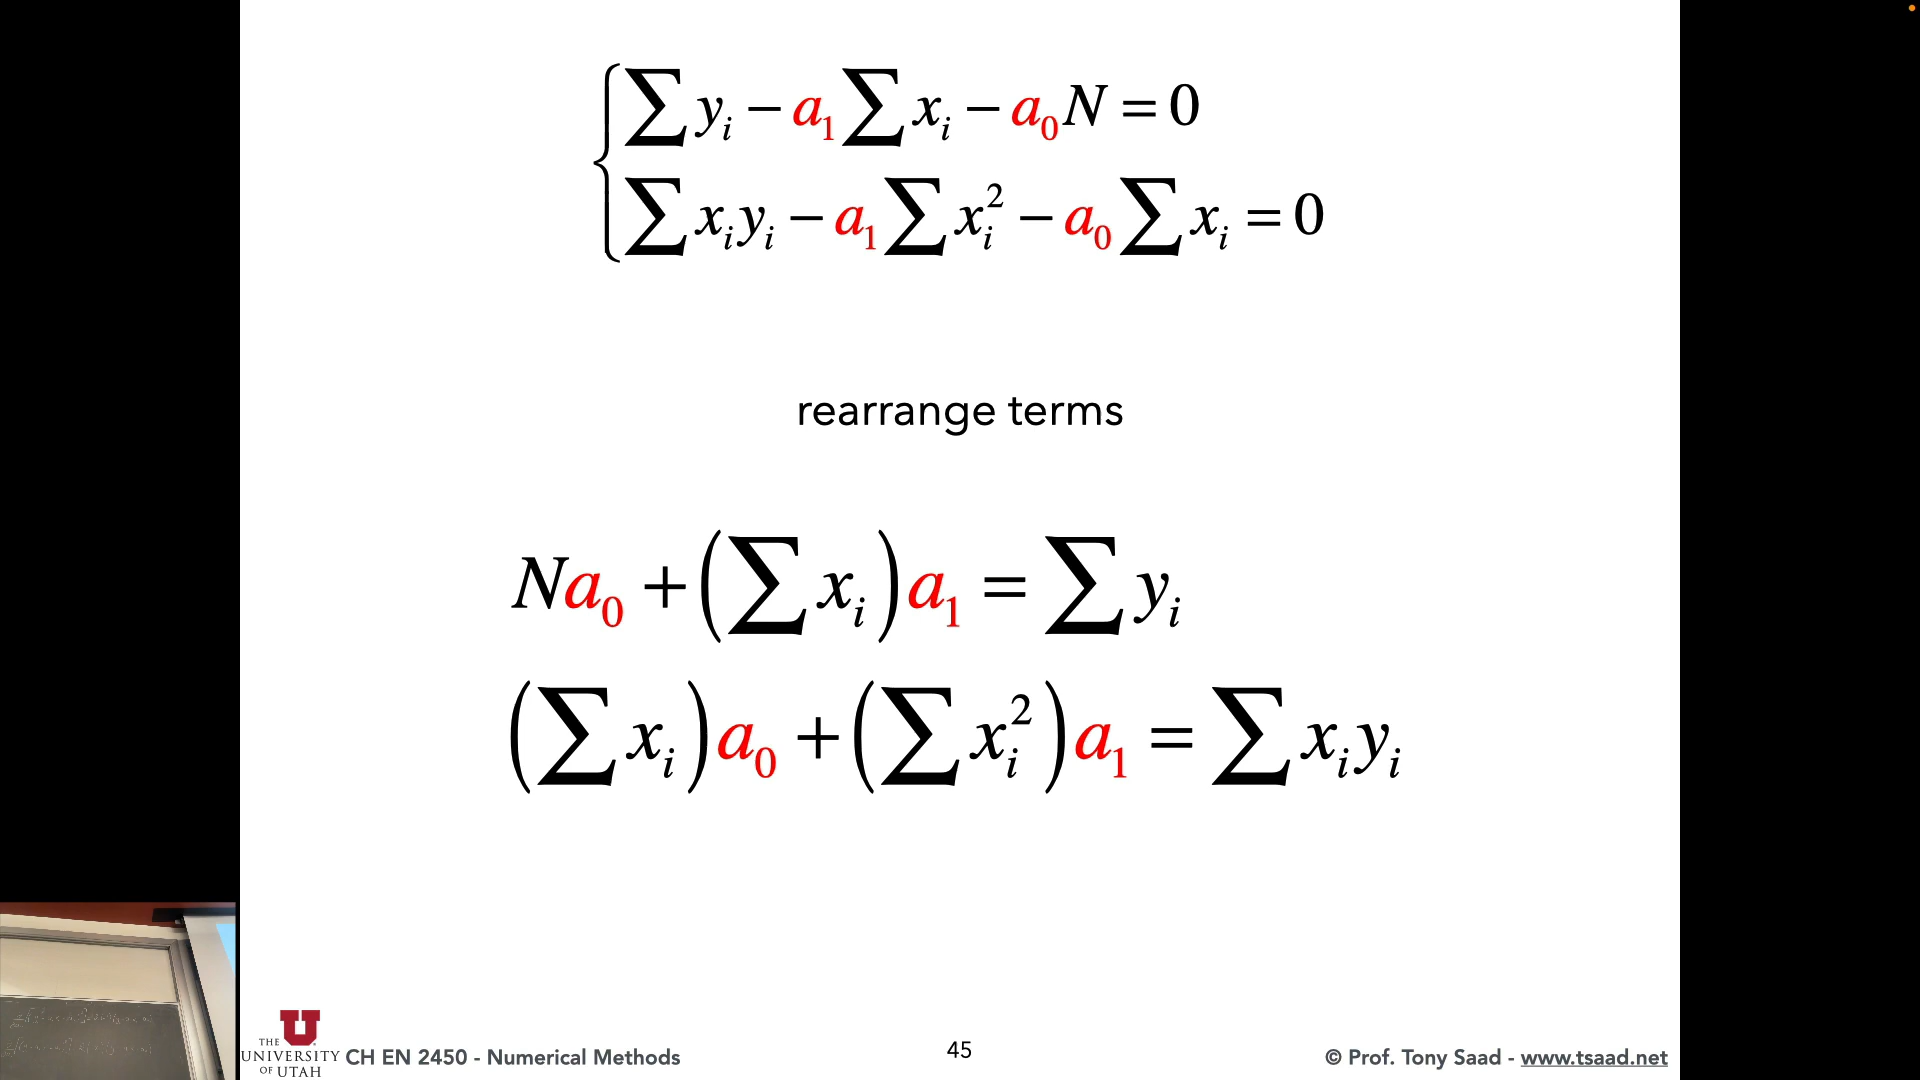 ∑ yᵢ − a₁ ∑ xᵢ − a₀N = 0
∑ xᵢyᵢ − a₁ ∑ xᵢ² − a₀ ∑ xᵢ = 0
rearrange terms
Na₀ + (∑ xᵢ) a₁ = ∑ yᵢ
(∑ xᵢ) a₀ + (∑ xᵢ²) a₁ = ∑ xᵢyᵢ
U
THE
UNIVERSITY
OF UTAH
CH EN 2450 - Numerical Methods
45
© Prof. Tony Saad - www.tsaad.net